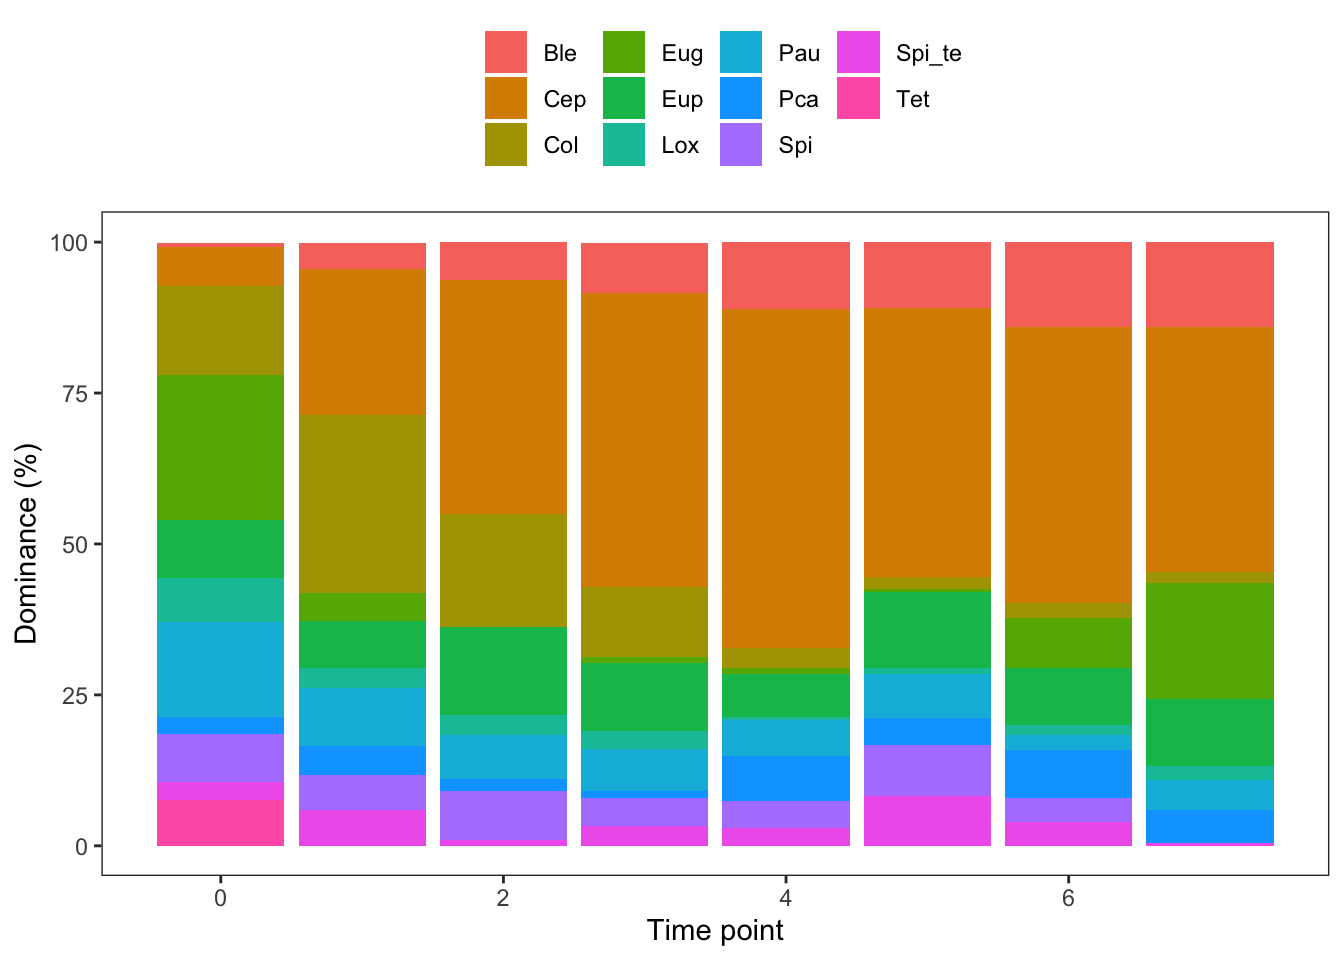 Ble Eug Pau Spi_te
Cep Eup Pca Tet
Col Lox Spi
100
75
50
25
0
Dominance (%)
0 2 4 6
Time point